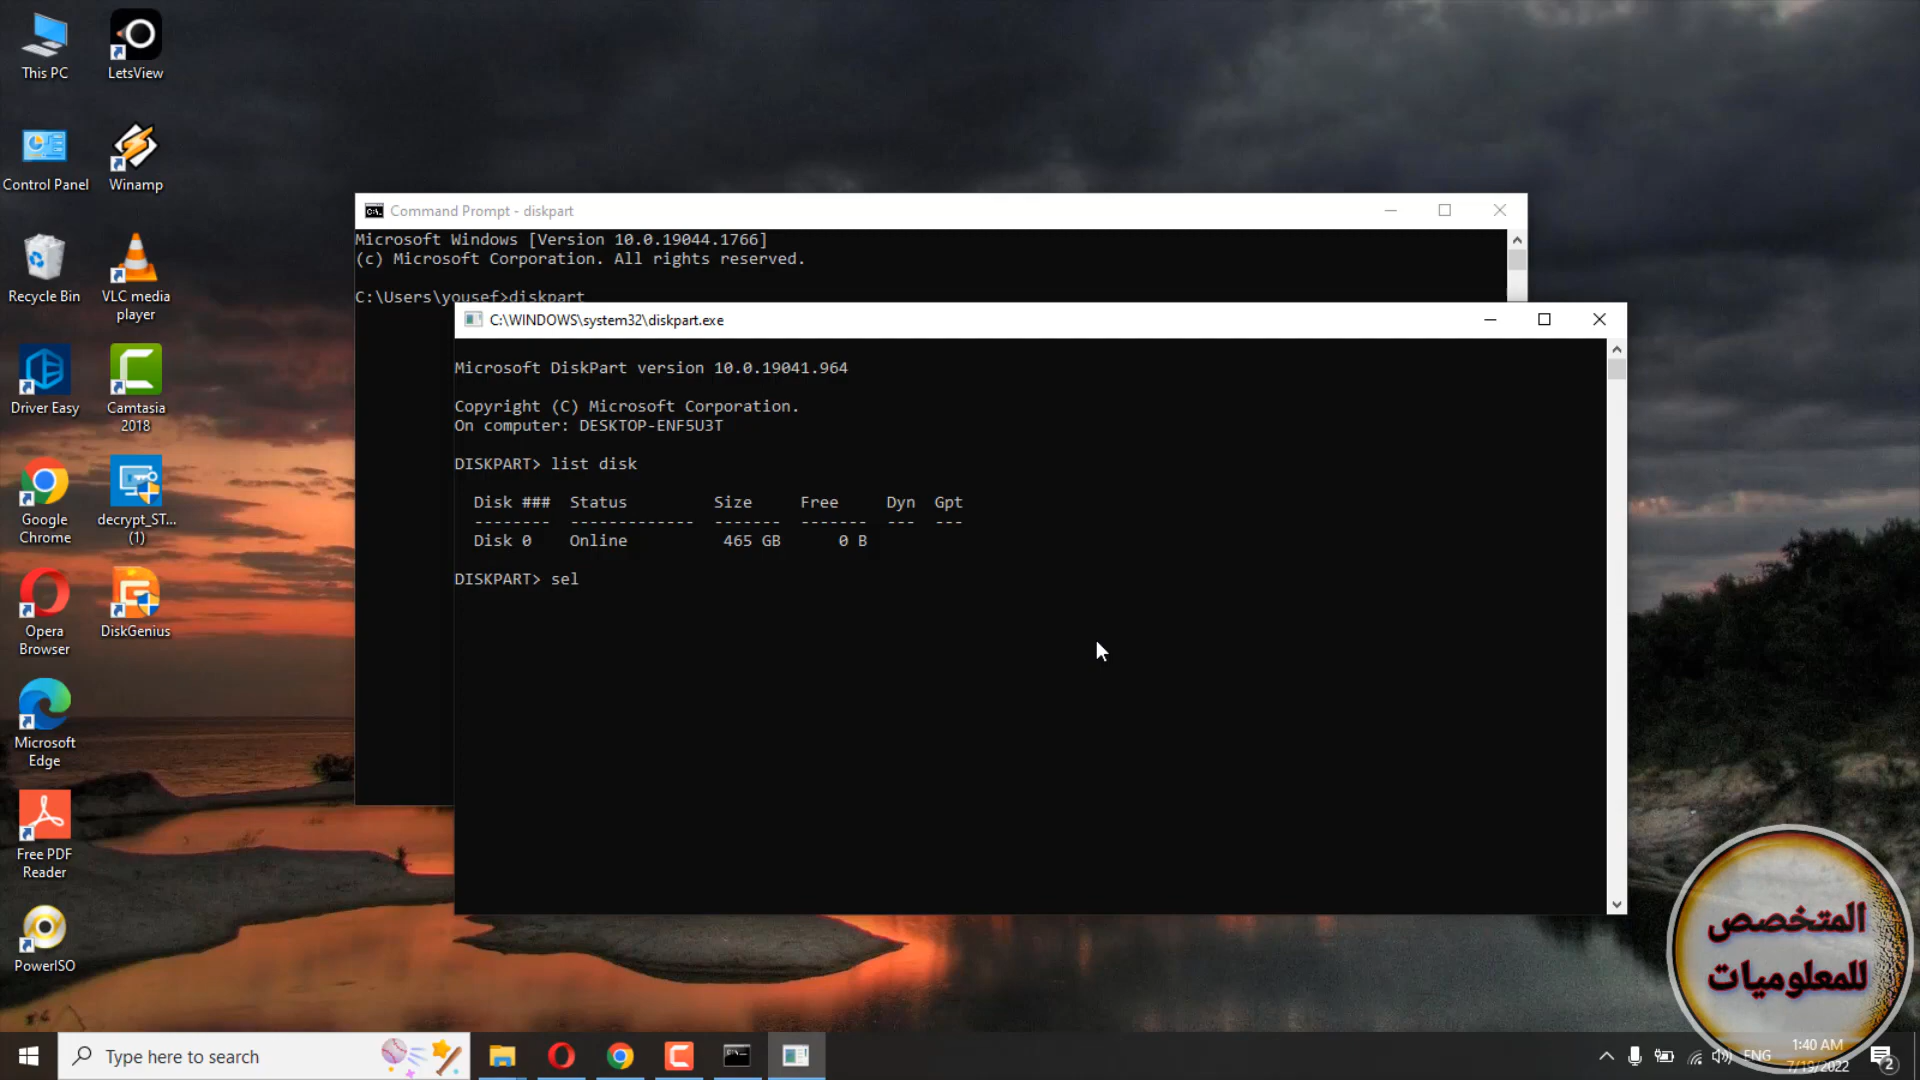 This PC
LetsView
Control Panel
Winamp
Recycle Bin
VLC media
player
Driver Easy
Camtasia
2018
Google
Chrome
decrypt_ST...
(1)
Opera
Browser
DiskGenius
Microsoft
Edge
Free PDF
Reader
PowerISO
Command Prompt - diskpart
Microsoft Windows [Version 10.0.19044.1766]
(c) Microsoft Corporation. All rights reserved.
C:\Users\yousef>diskpart
C:\WINDOWS\system32\diskpart.exe
Microsoft DiskPart version 10.0.19041.964
Copyright (C) Microsoft Corporation.
On computer: DESKTOP-ENF5U3T
DISKPART> list disk
Disk ### Status Size Free Dyn Gpt
-------- ------------- ------- ------- --- ---
Disk 0 Online 465 GB 0 B
DISKPART> sel
المتخصص
للمعلوميات
Type here to search
ENG
1:40 AM
7/19/2022
2